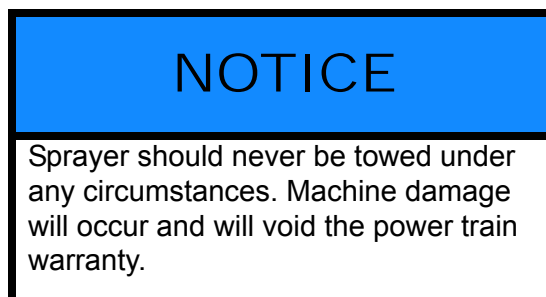 NOTICE
Sprayer should never be towed under
any circumstances. Machine damage
will occur and will void the power train
warranty.